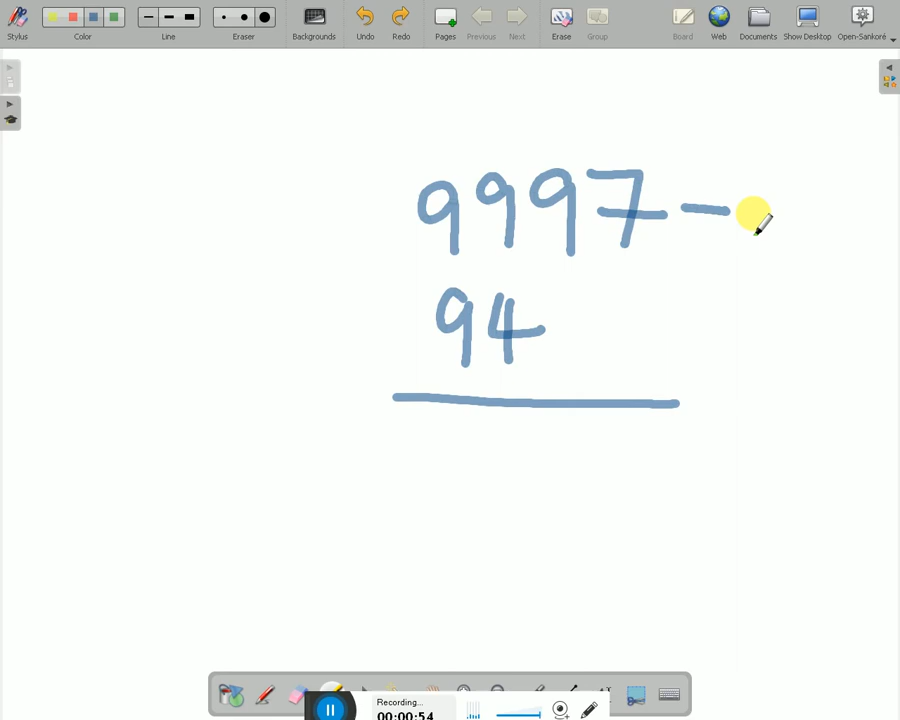 Stylus
Color
Line
Eraser
Backgrounds
Undo
Redo
Pages
Previous
Next
Erase
Group
Board
Web
Documents
Show Desktop
Open-Sankoré
9997 –
94
Recording...
00:00:54